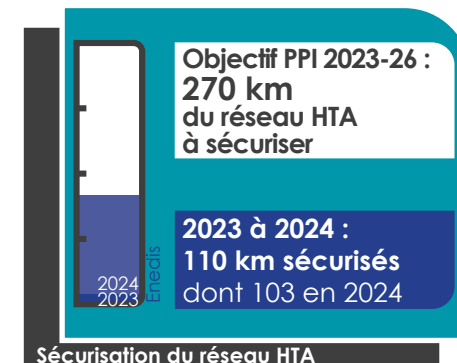 Objectif PPI 2023-26 :
270 km
du réseau HTA
à sécuriser
2023 à 2024 :
110 km sécurisés
dont 103 en 2024
2024
2023
Enedis
Sécurisation du réseau HTA